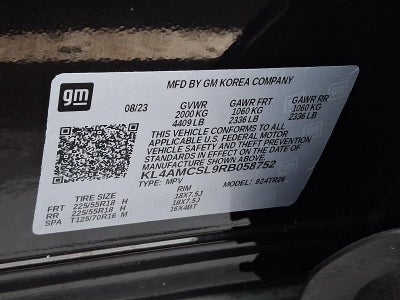 gm
MFD BY GM KOREA COMPANY
08/23 GVWR GAWR FRT GAWR RR
2000 KG 1060 KG 1060 KG
4409 LB 2336 LB 2336 LB
THIS VEHICLE CONFORMS TO ALL
APPLICABLE U.S. FEDERAL MOTOR
VEHICLE SAFETY AND THEFT PREVENTION
STANDARDS IN EFFECT ON THE DATE OF
MANUFACTURE SHOWN ABOVE.
KL4AMCSL9RB058752
TYPE: MPV MODEL: 924TR26
TIRE SIZE RIM
FRT 225/55R18 H 18X7.5J
RR 225/55R18 H 18X7.5J
SPA T125/70R16 M 16X4BT